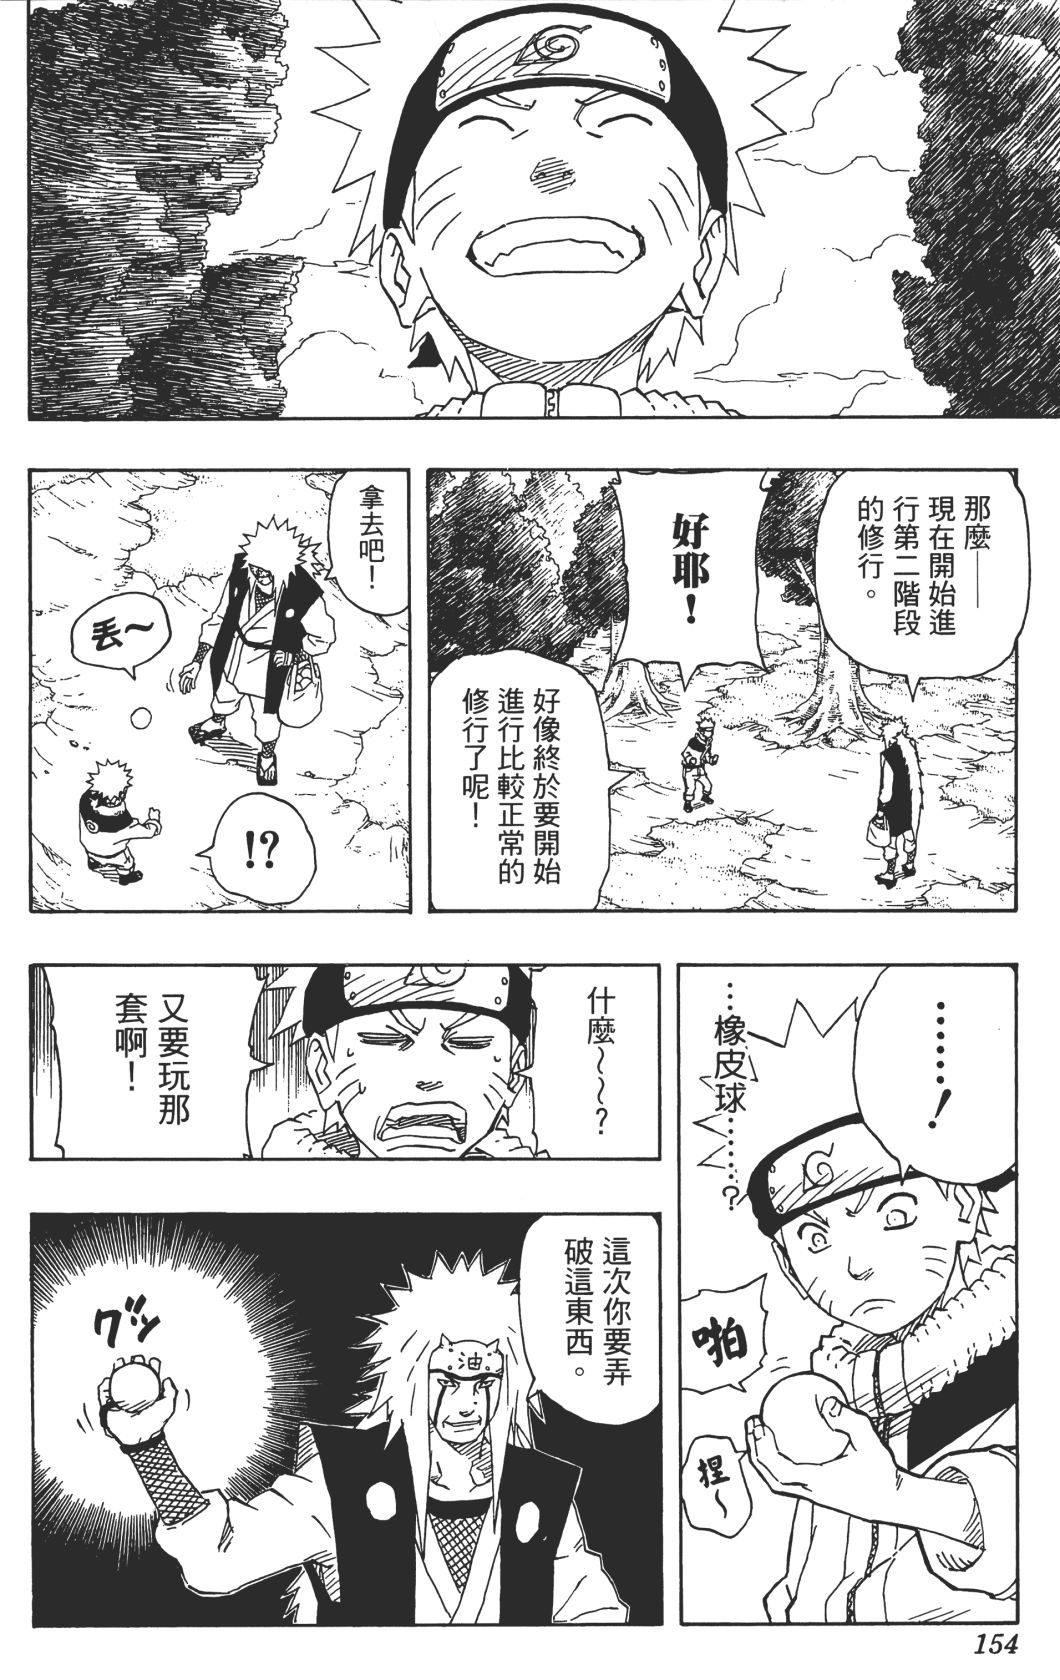 那麼——
現在開始進
行第二階段
的修行。
好耶！
好像終於要開始
進行比較正常的
修行了呢！
拿去吧！
丟～
!?
………！
…橡皮球……？
啪
捏～
什麼～～～？
又要玩那
套啊！
這次你要弄
破這東西。
グッ
油
154